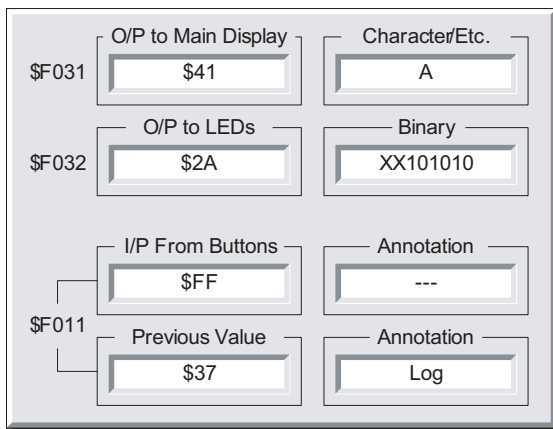 O/P to Main Display Character/Etc.
$F031 $41 A
O/P to LEDs Binary
$F032 $2A XX101010
I/P From Buttons Annotation
$FF ---
$F011
Previous Value Annotation
$37 Log